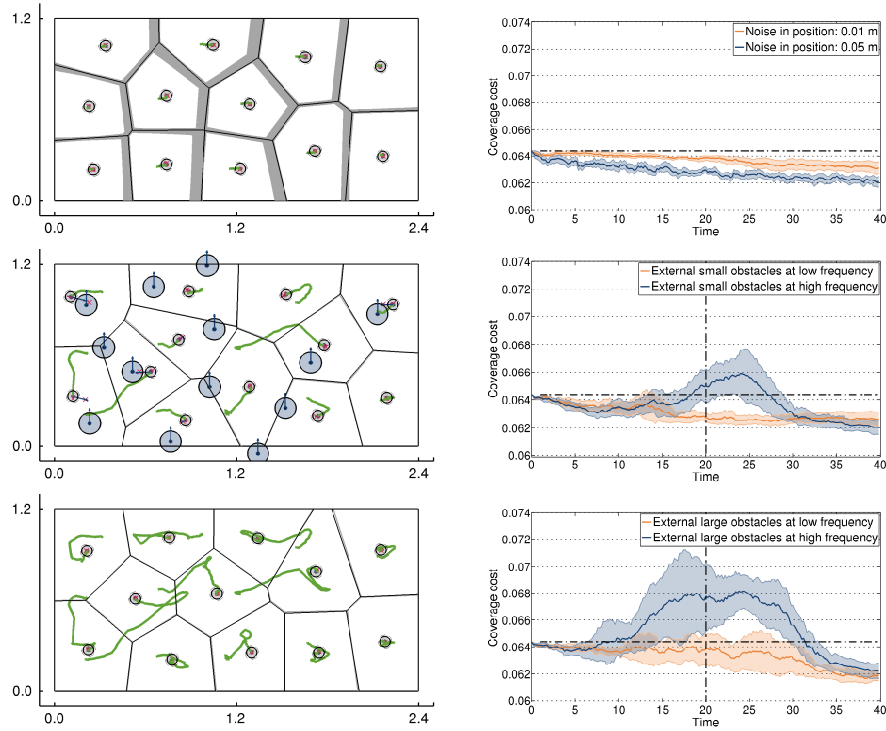 1.2
0.0
0.0 1.2 2.4
0.074
0.072
0.07
0.068
0.066
0.064
0.062
0.06
Coverage cost
Noise in position: 0.01 m
Noise in position: 0.05 m
0 5 10 15 20 25 30 35 40
Time
1.2
0.0
0.0 1.2 2.4
0.074
0.072
0.07
0.068
0.066
0.064
0.062
0.06
Coverage cost
External small obstacles at low frequency
External small obstacles at high frequency
0 5 10 15 20 25 30 35 40
Time
1.2
0.0
0.0 1.2 2.4
0.074
0.072
0.07
0.068
0.066
0.064
0.062
0.06
Coverage cost
External large obstacles at low frequency
External large obstacles at high frequency
0 5 10 15 20 25 30 35 40
Time